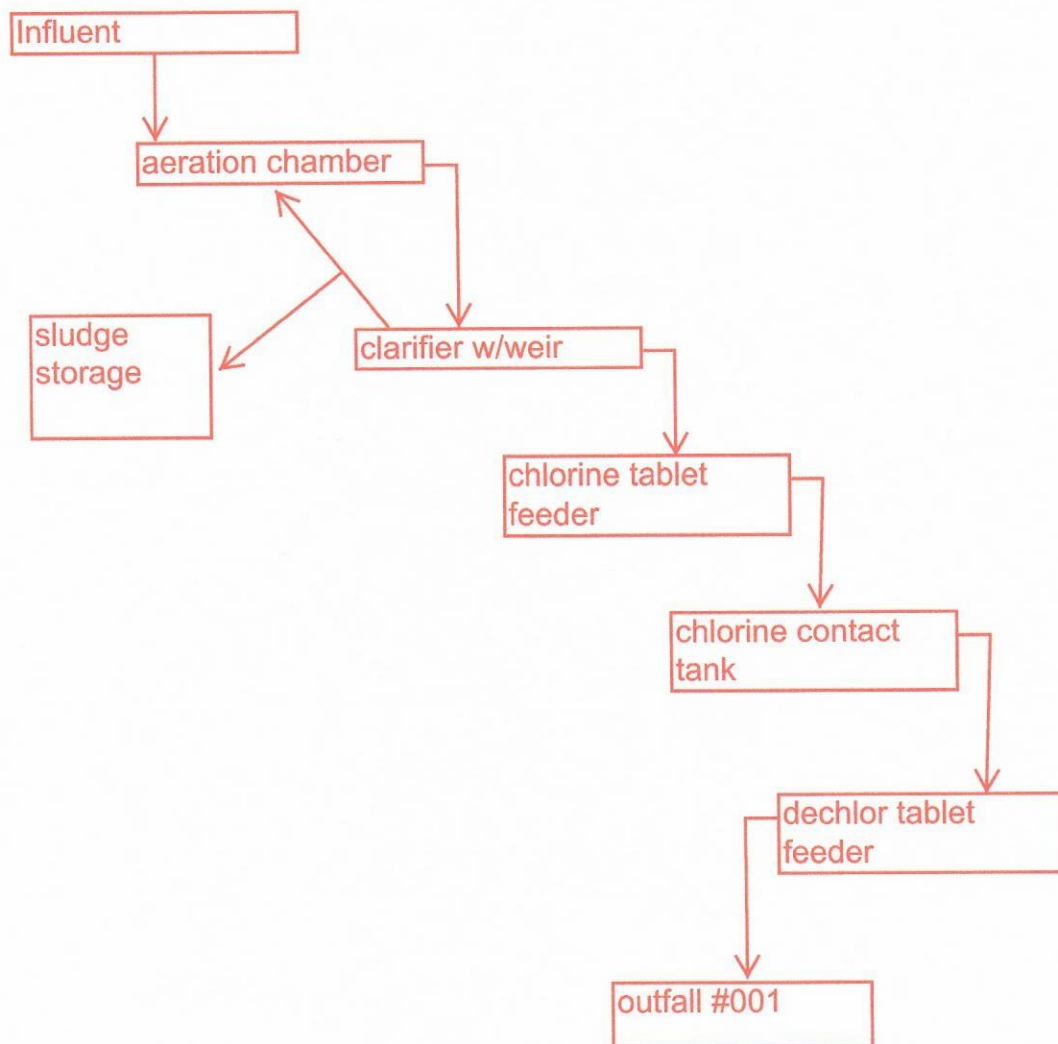 Influent
aeration chamber
sludge
storage
clarifier w/weir
chlorine tablet
feeder
chlorine contact
tank
dechlor tablet
feeder
outfall #001